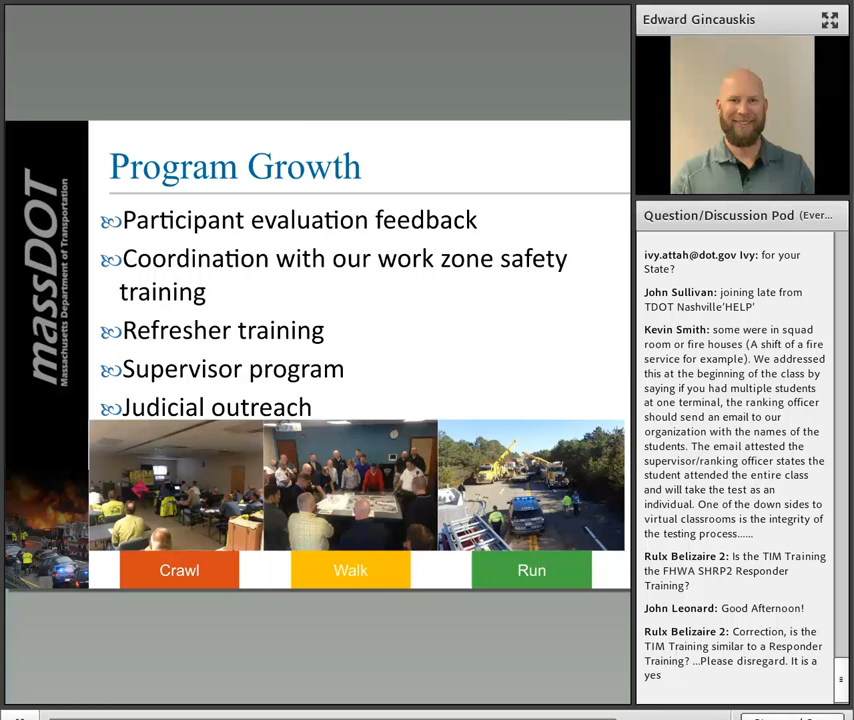 massDOT
Massachusetts Department of Transportation
Program Growth
Participant evaluation feedback
Coordination with our work zone safety
training
Refresher training
Supervisor program
Judicial outreach
Crawl
Walk
Run
Edward Gincauskis
Question/Discussion Pod (Ever...
ivy.attah@dot.gov Ivy: for your
State?
John Sullivan: joining late from
TDOT Nashville'HELP'
Kevin Smith: some were in squad
room or fire houses (A shift of a fire
service for example). We addressed
this at the beginning of the class by
saying if you had multiple students
at one terminal, the ranking officer
should send an email to our
organization with the names of the
students. The email attested the
supervisor/ranking officer states the
student attended the entire class
and will take the test as an
individual. One of the down sides to
virtual classrooms is the integrity of
the testing process......
Rulx Belizaire 2: Is the TIM Training
the FHWA SHRP2 Responder
Training?
John Leonard: Good Afternoon!
Rulx Belizaire 2: Correction, is the
TIM Training similar to a Responder
Training? ...Please disregard. It is a
yes